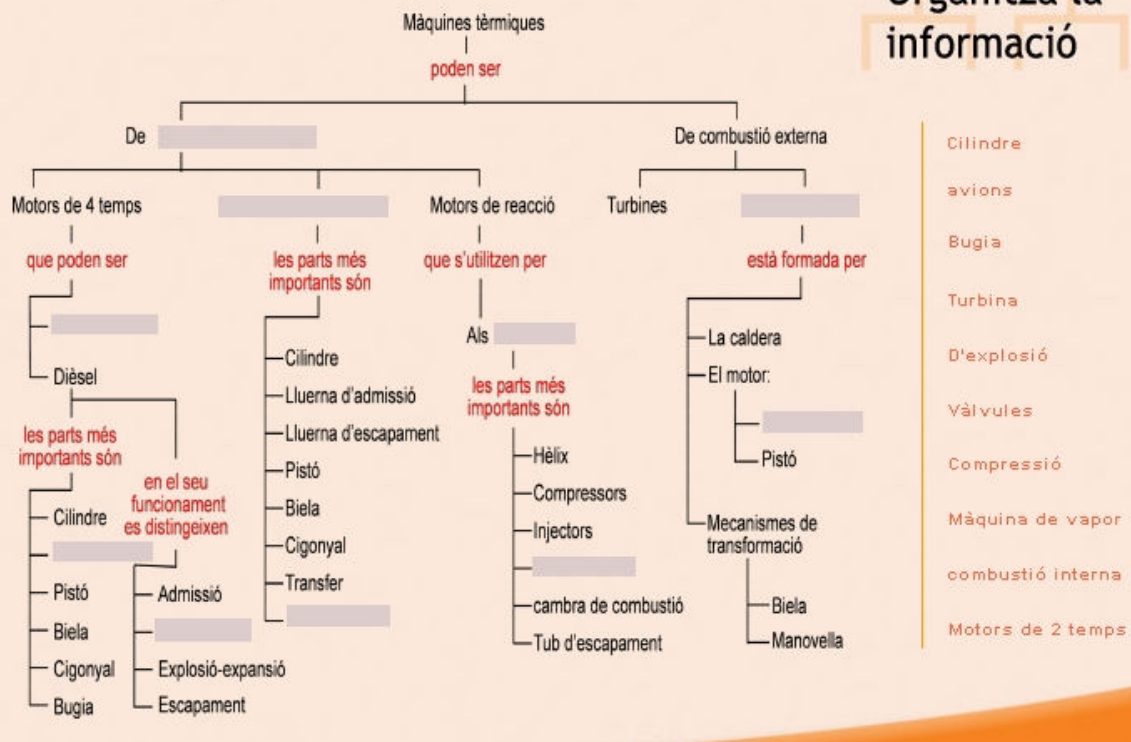 Organitza la
informació
Màquines tèrmiques
poden ser
De
De combustió externa
Motors de 4 temps
Motors de reacció
Turbines
que poden ser
les parts més
importants són
que s'utilitzen per
està formada per
Dièsel
les parts més
importants són
Cilindre
Pistó
Biela
Cigonyal
Bugia
en el seu
funcionament
es distingeixen
Admissió
Explosió-expansió
Escapament
Cilindre
Lluerna d'admissió
Lluerna d'escapament
Pistó
Biela
Cigonyal
Transfer
Als
les parts més
importants són
Hèlix
Compressors
Injectors
cambra de combustió
Tub d'escapament
La caldera
El motor:
Pistó
Mecanismes de
transformació
Biela
Manovella
Cilindre
avions
Bugia
Turbina
D'explosió
Vàlvules
Compressió
Màquina de vapor
combustió interna
Motors de 2 temps